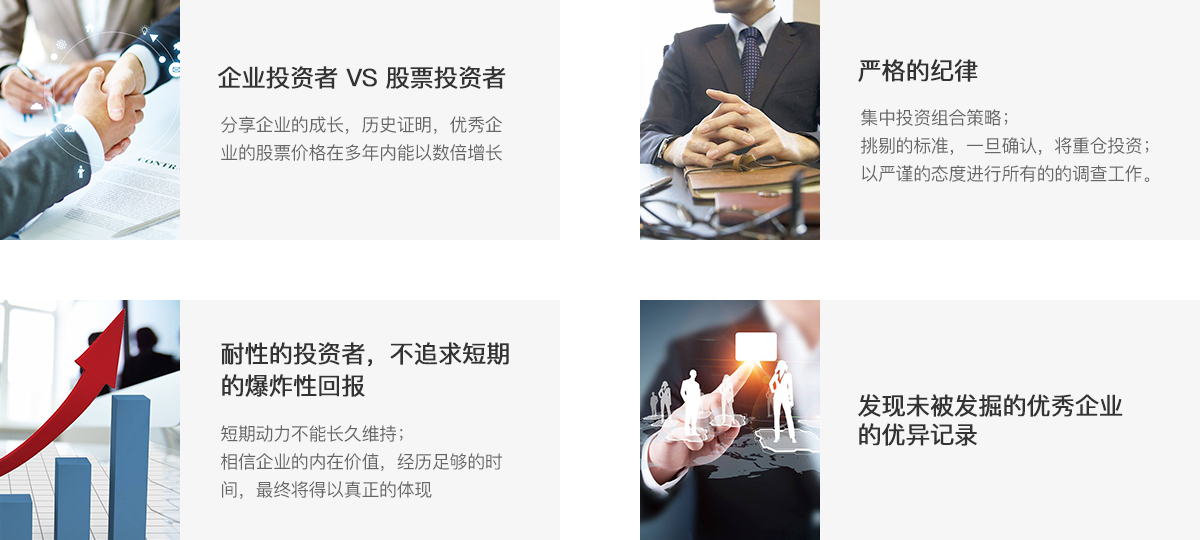 企业投资者 VS 股票投资者
分享企业的成长，历史证明，优秀企
业的股票价格在多年内能以数倍增长
CONTR
严格的纪律
集中投资组合策略；
挑剔的标准，一旦确认，将重仓投资；
以严谨的态度进行所有的的调查工作。
耐性的投资者，不追求短期
的爆炸性回报
短期动力不能长久维持；
相信企业的内在价值，经历足够的时
间，最终将得以真正的体现
发现未被发掘的优秀企业
的优异记录